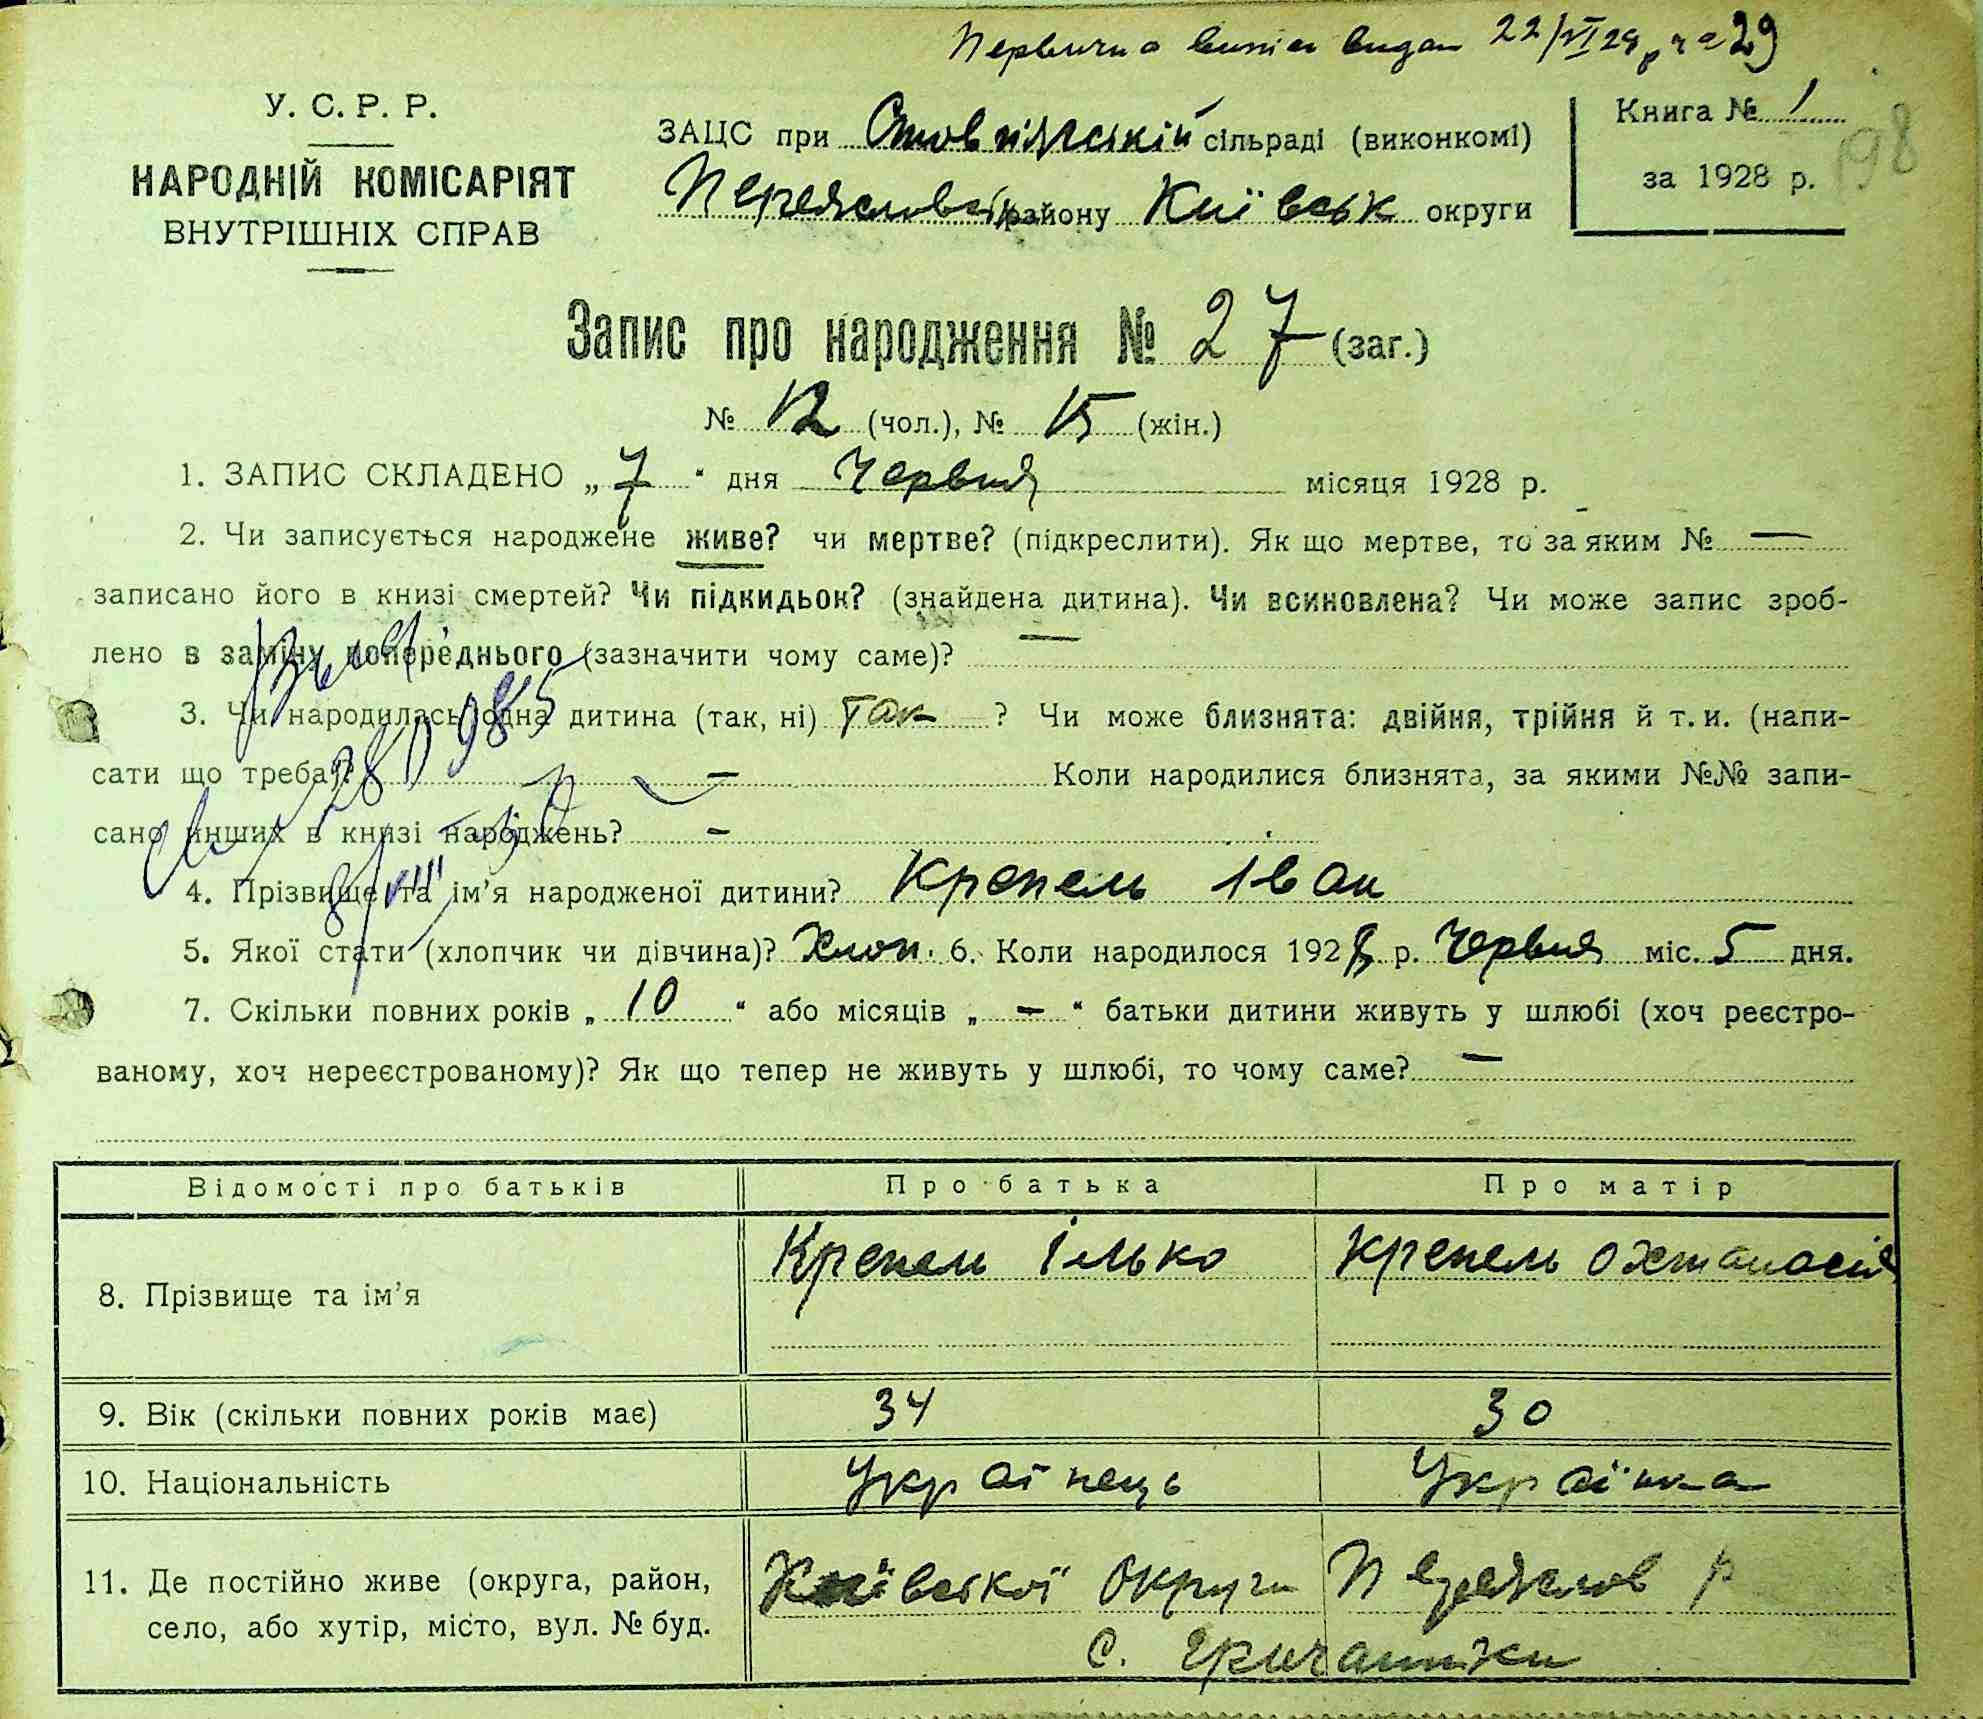 22/VI 28 р № 29
У. С. Р. Р.
НАРОДНІЙ КОМІСАРІЯТ
ВНУТРІШНІХ СПРАВ
ЗАЦС при Стовп'язській сільраді (виконкомі)
Переяславськ району Київськ округи
Книга № 1
за 1928 р.
198
Запис про народження № 27 (заг.)
№ 12 (чол.), № 15 (жін.)
1. ЗАПИС СКЛАДЕНО „7“ дня Червня місяця 1928 р.
2. Чи записується народжене живе? чи мертве? (підкреслити). Як що мертве, то за яким № —
записано його в книзі смертей? Чи підкидьок? (знайдена дитина). Чи всиновлена? Чи може запис зроб-
лено в заміну попереднього (зазначити чому саме)? —
3. Чи народилась одна дитина (так, ні) так ? Чи може близнята: двійня, трійня й т. и. (напи-
сати що треба)? — Коли народилися близнята, за якими №№ запи-
сано инших в книзі народжень? —
4. Прізвище та ім'я народженої дитини? Крепель Іван
5. Якої стати (хлопчик чи дівчина)? Хлоп. 6. Коли народилося 1928 р. Червня міс. 5 дня.
7. Скільки повних років „10“ або місяців „—“ батьки дитини живуть у шлюбі (хоч реєстро-
ваному, хоч нереєстрованому)? Як що тепер не живуть у шлюбі, то чому саме? —
Відомості про батьків Про батька Про матір
8. Прізвище та ім'я Крепель Ілько Крепель
9. Вік (скільки повних років має) 34 30
10. Національність Українець Українка
11. Де постійно живе (округа, район, Київської округи Переяслов р
село, або хутір, місто, вул. № буд. с.